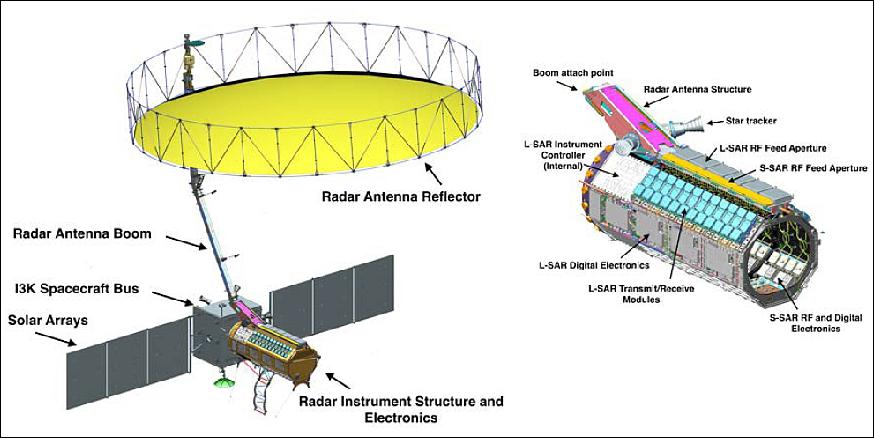 Radar Antenna Reflector
Radar Antenna Boom
I3K Spacecraft Bus
Solar Arrays
Radar Instrument Structure and
Electronics
Boom attach point
Radar Antenna Structure
Star tracker
L-SAR Instrument
Controller
(Internal)
L-SAR RF Feed Aperture
S-SAR RF Feed Aperture
L-SAR Digital Electronics
L-SAR Transmit/Receive
Modules
S-SAR RF and Digital
Electronics